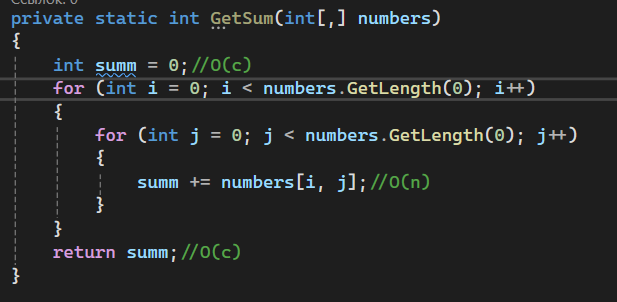 Ссылок: 0
private static int GetSum(int[,] numbers)
{
int summ = 0;//O(c)
for (int i = 0; i < numbers.GetLength(0); i++)
{
for (int j = 0; j < numbers.GetLength(0); j++)
{
summ += numbers[i, j];//O(n)
}
}
return summ;//O(c)
}